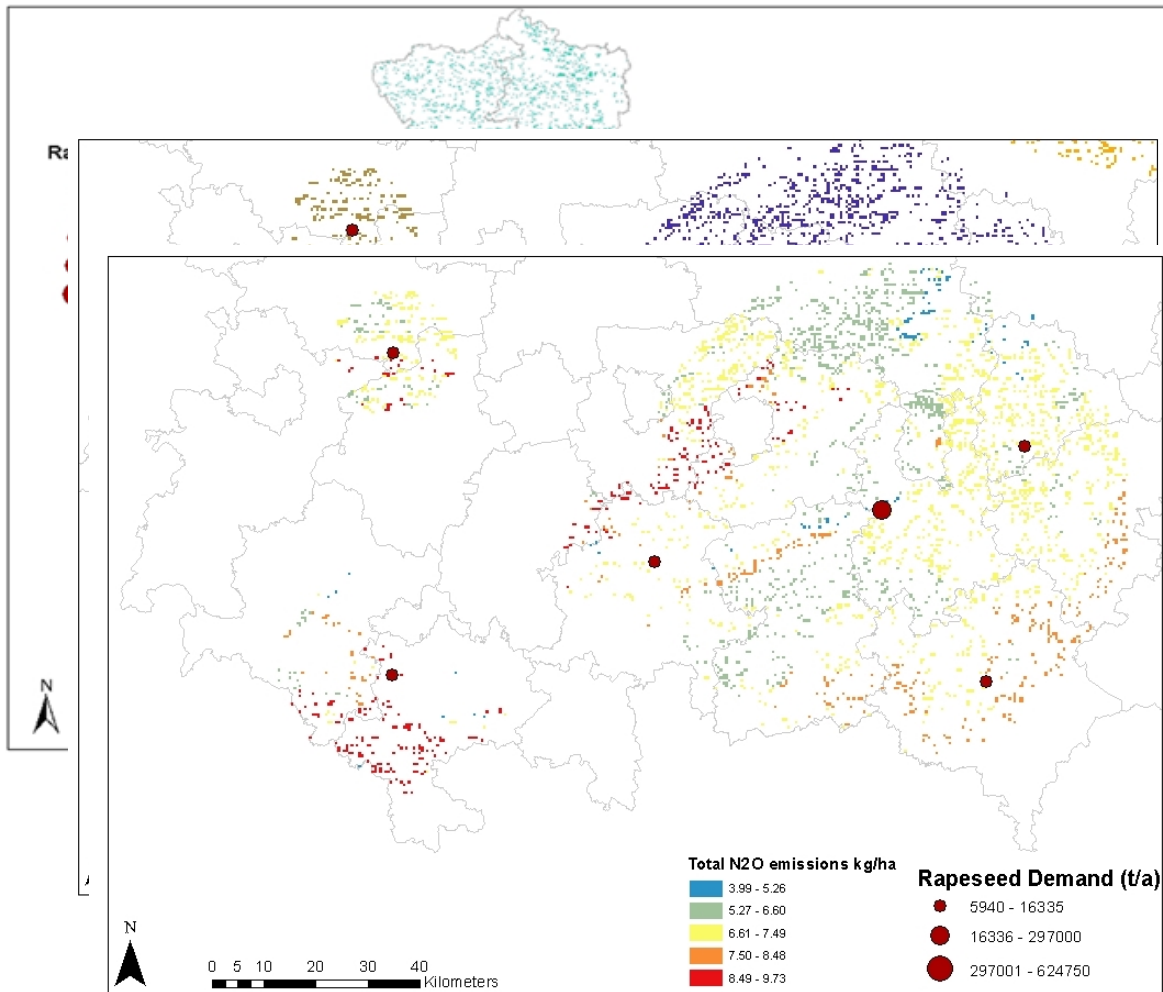 Ra
N
Total N2O emissions kg/ha
3.99 - 5.26
5.27 - 6.60
6.61 - 7.49
7.50 - 8.48
8.49 - 9.73
Rapeseed Demand (t/a)
5940 - 16335
16336 - 297000
297001 - 624750
N
0 5 10 20 30 40
Kilometers